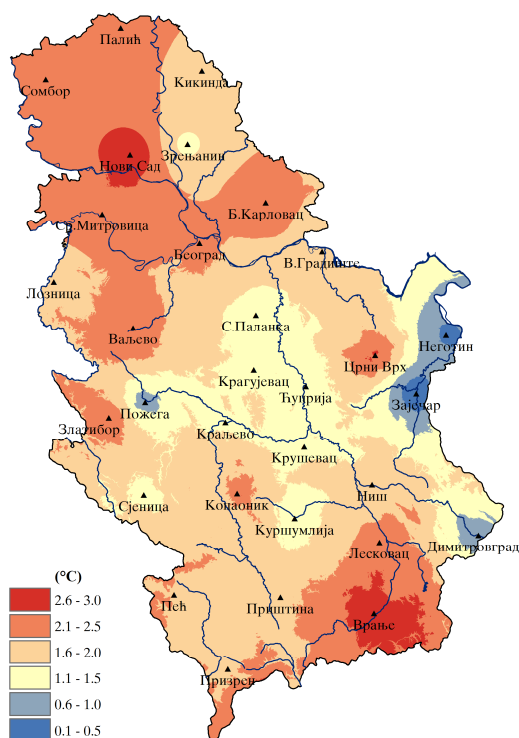 Палић
Кикинда
Сомбор
Зрењанин
Нови Сад
Б.Карловац
Ср.Митровица
Београд
В.Градиште
Лозница
С.Паланка
Ваљево
Неготин
Црни Врх
Крагујевац
Ћуприја
Зајечар
Пожега
Златибор
Краљево
Крушевац
Ниш
Сјеница
Копаоник
Куршумлија
Лесковац
Димитровград
(°C)
2.6 - 3.0
2.1 - 2.5
1.6 - 2.0
1.1 - 1.5
0.6 - 1.0
0.1 - 0.5
Пећ
Приштина
Врање
Призрен